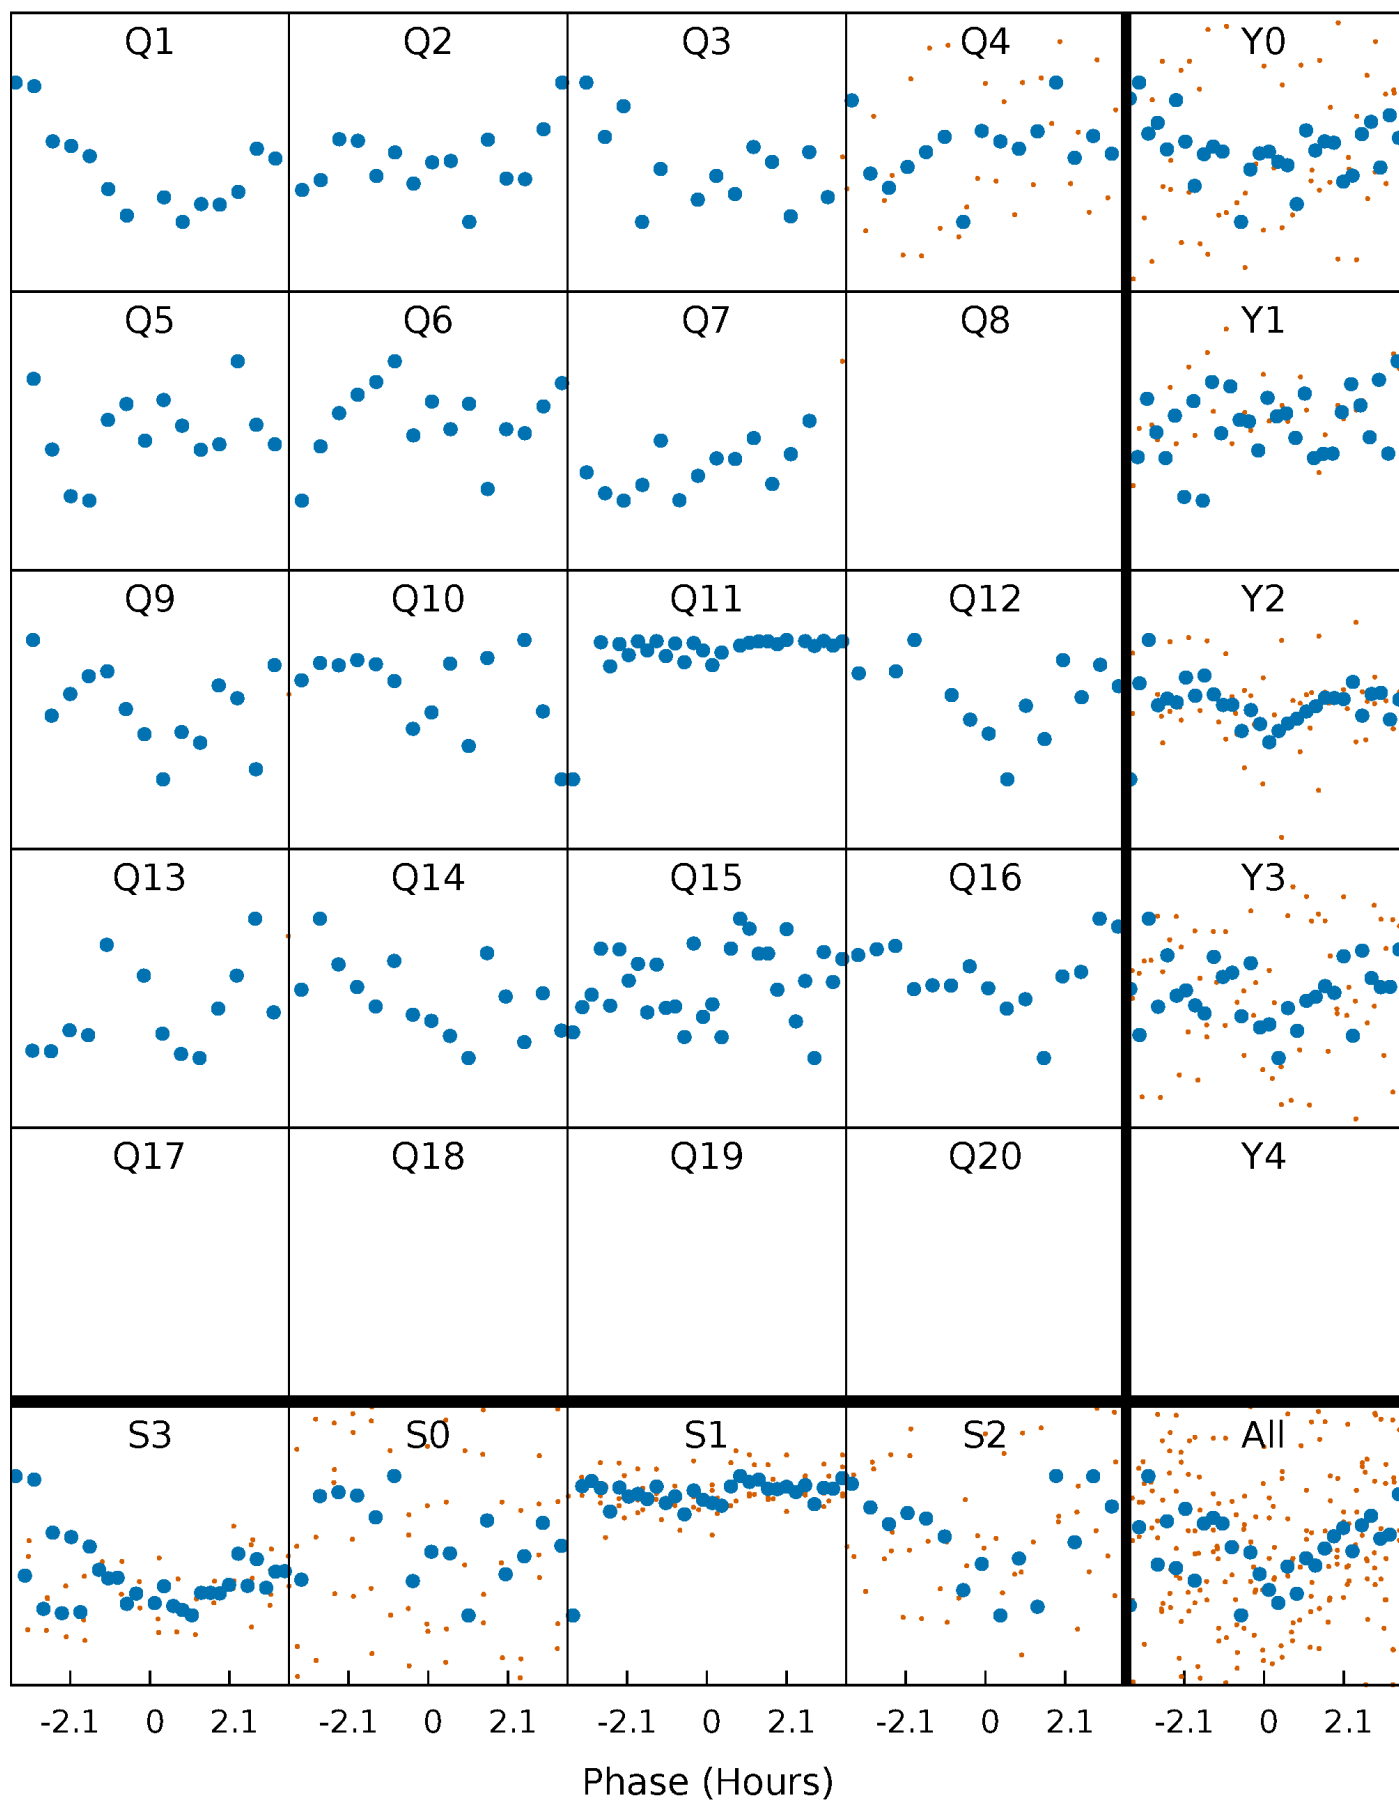 Q1 Q2 Q3 Q4 Y0
Q5 Q6 Q7 Q8 Y1
Q9 Q10 Q11 Q12 Y2
Q13 Q14 Q15 Q16 Y3
Q17 Q18 Q19 Q20 Y4
S3 S0 S1 S2 All
-2.1 0 2.1 -2.1 0 2.1 -2.1 0 2.1 -2.1 0 2.1 -2.1 0 2.1
Phase (Hours)